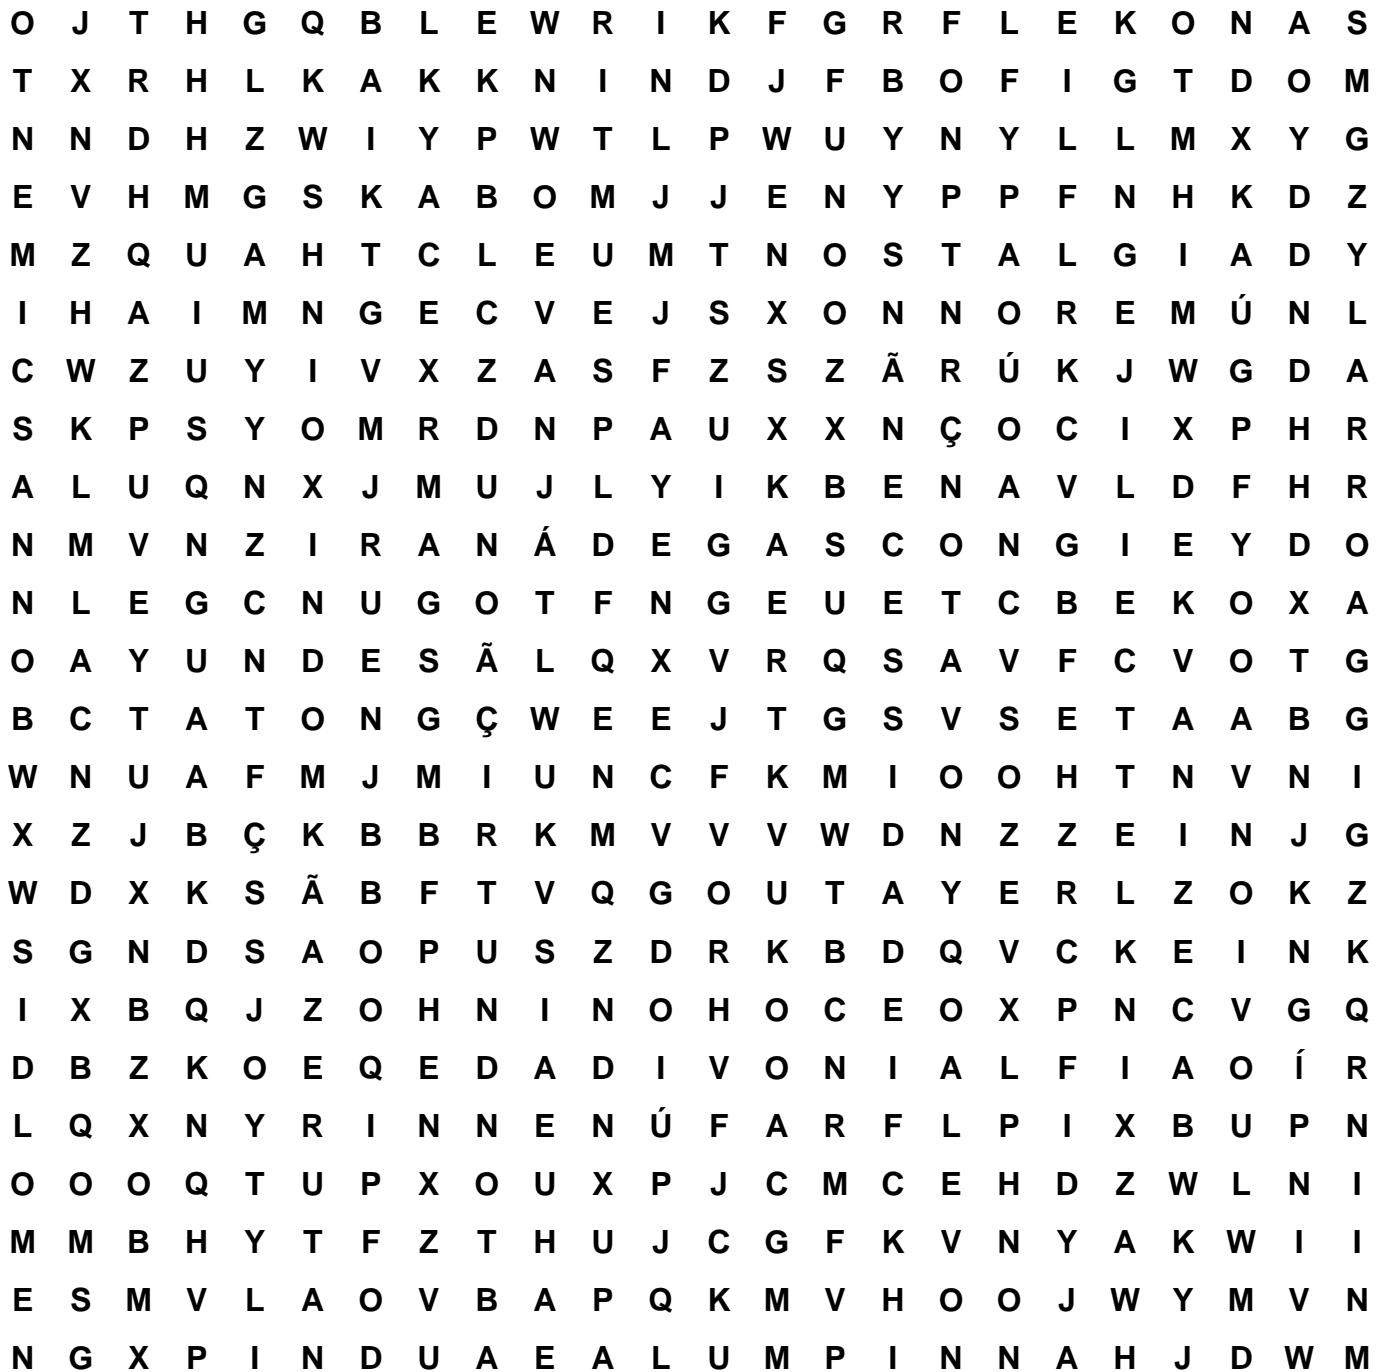 O J T H G Q B L E W R I K F G R F L E K O N A S
T X R H L K A K K N I N D J F B O F I G T D O M
N N D H Z W I Y P W T L P W U Y N Y L L M X Y G
E V H M G S K A B O M J J E N Y P P F N H K D Z
M Z Q U A H T C L E U M T N O S T A L G I A D Y
I H A I M N G E C V E J S X O N N O R E M Ú N L
C W Z U Y I V X Z A S F Z S Z Ã R Ú K J W G D A
S K P S Y O M R D N P A U X X N Ç O C I X P H R
A L U Q N X J M U J L Y I K B E N A V L D F H R
N M V N Z I R A N Á D E G A S C O N G I E Y D O
N L E G C N U G O T F N G E U E T C B E K O X A
O A Y U N D E S Ã L Q X V R Q S A V F C V O T G
B C T A T O N G Ç W E E J T G S V S E T A A B G
W N U A F M J M I U N C F K M I O O H T N V N I
X Z J B Ç K B B R K M V V V W D N Z Z E I N J G
W D X K S Ã B F T V Q G O U T A Y E R L Z O K Z
S G N D S A O P U S Z D R K B D Q V C K E I N K
I X B Q J Z O H N I N O H O C E O X P N C V G Q
D B Z K O E Q E D A D I V O N I A L F I A O Í R
L Q X N Y R I N N E N Ú F A R F L P I X B U P N
O O O Q T U P X O U X P J C M C E H D Z W L N I
M M B H Y T F Z T H U J C G F K V N Y A K W I I
E S M V L A O V B A P Q K M V H O O J W Y M V N
N G X P I N D U A E A L U M P I N N A H J D W M